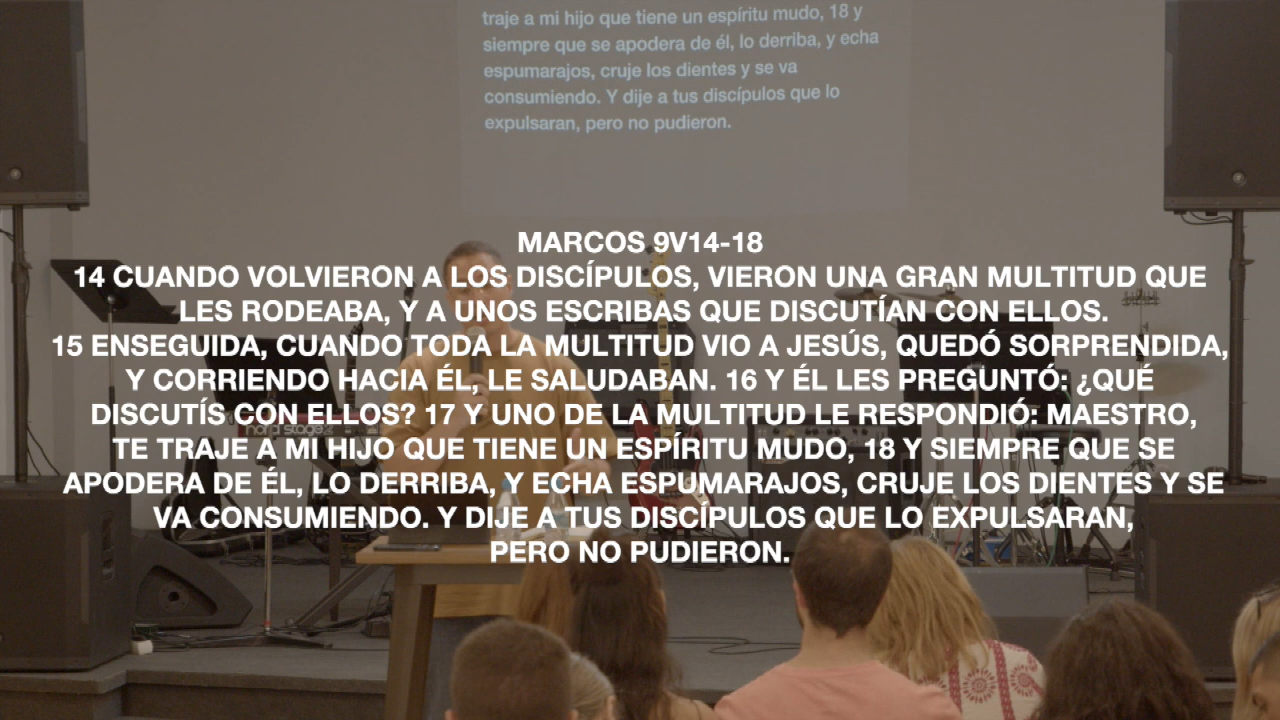 traje a mi hijo que tiene un espíritu mudo, 18 y
siempre que se apodera de él, lo derriba, y echa
espumarajos, cruje los dientes y se va
consumiendo. Y dije a tus discípulos que lo
expulsaran, pero no pudieron.
MARCOS 9V14-18
14 CUANDO VOLVIERON A LOS DISCÍPULOS, VIERON UNA GRAN MULTITUD QUE
LES RODEABA, Y A UNOS ESCRIBAS QUE DISCUTÍAN CON ELLOS.
15 ENSEGUIDA, CUANDO TODA LA MULTITUD VIO A JESÚS, QUEDÓ SORPRENDIDA,
Y CORRIENDO HACIA ÉL, LE SALUDABAN. 16 Y ÉL LES PREGUNTÓ: ¿QUÉ
DISCUTÍS CON ELLOS? 17 Y UNO DE LA MULTITUD LE RESPONDIÓ: MAESTRO,
TE TRAJE A MI HIJO QUE TIENE UN ESPÍRITU MUDO, 18 Y SIEMPRE QUE SE
APODERA DE ÉL, LO DERRIBA, Y ECHA ESPUMARAJOS, CRUJE LOS DIENTES Y SE
VA CONSUMIENDO. Y DIJE A TUS DISCÍPULOS QUE LO EXPULSARAN,
PERO NO PUDIERON.
nord stage